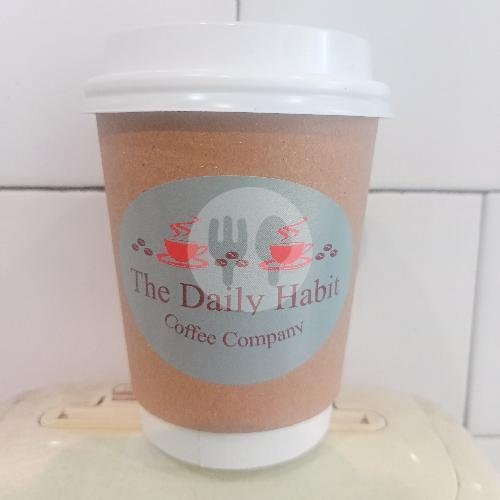 The Daily Habit
Coffee Company